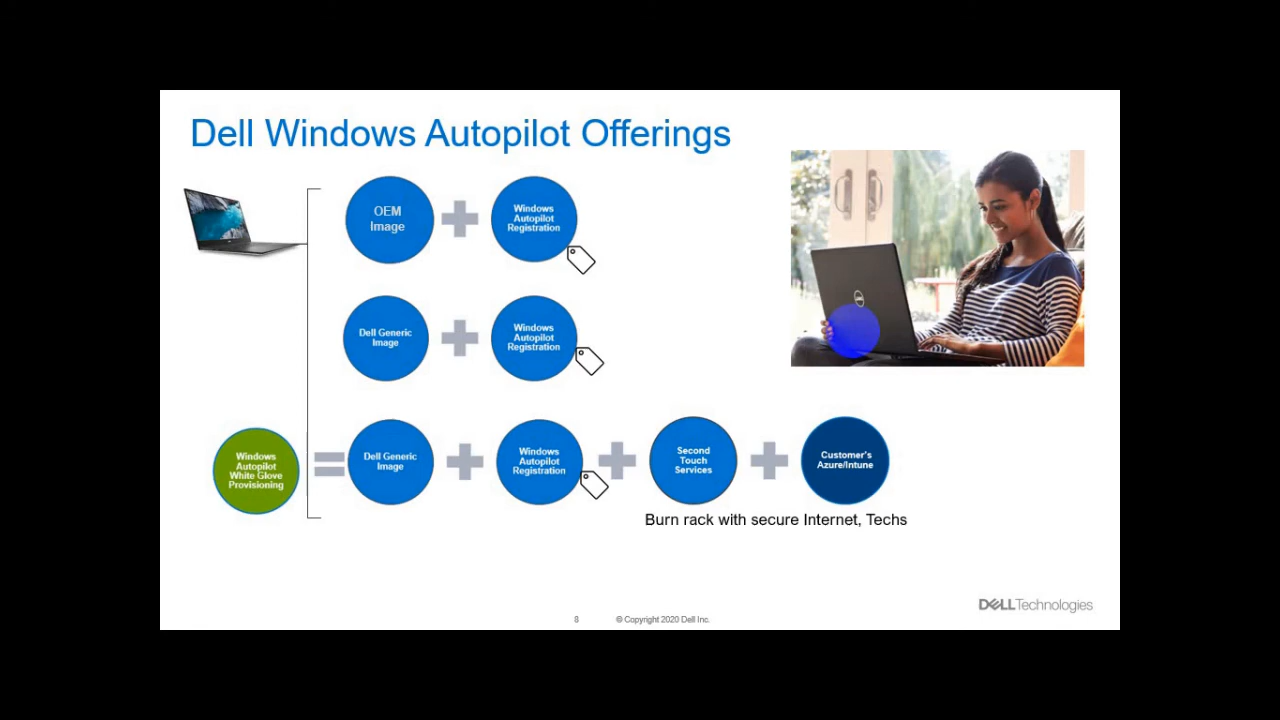 Dell Windows Autopilot Offerings
OEM
Image
Windows
Autopilot
Registration
Dell Generic
Image
Windows
Autopilot
Registration
Windows
Autopilot
White Glove
Provisioning
Dell Generic
Image
Windows
Autopilot
Registration
Second
Touch
Services
Customer's
Azure/Intune
Burn rack with secure Internet, Techs
DELLTechnologies
8
© Copyright 2020 Dell Inc.